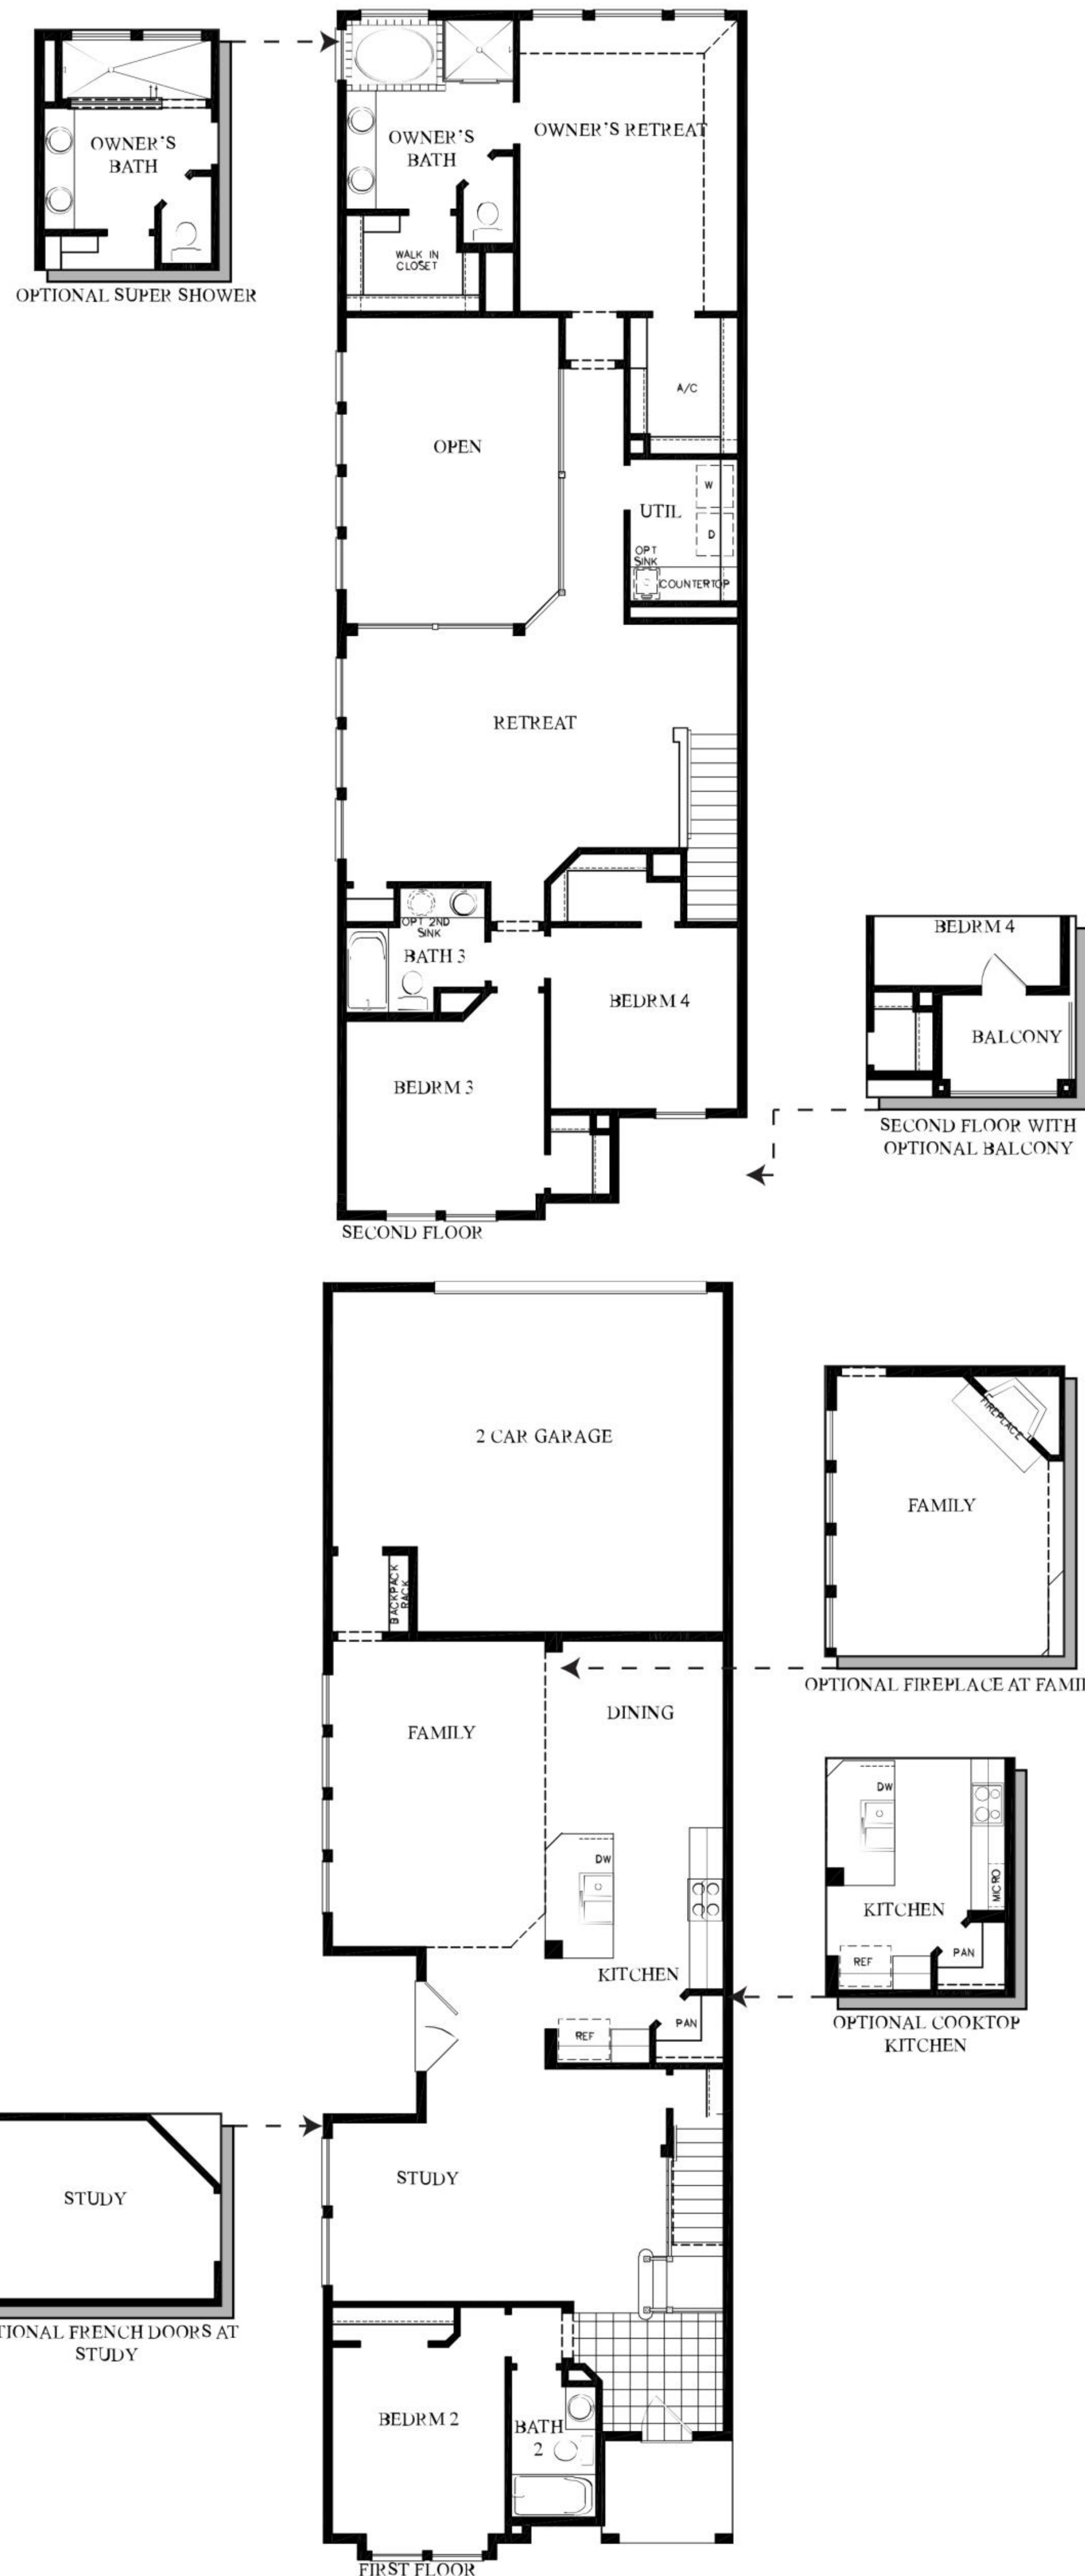 OWNER'S
BATH
OPTIONAL SUPER SHOWER
OWNER'S
BATH
OWNER'S RETREAT
WALK IN
CLOSET
A/C
OPEN
W
UTIL
D
OPT
SINK
COUNTERTOP
RETREAT
OPT 2ND
SINK
BATH 3
BEDRM 4
BEDRM 3
SECOND FLOOR
BEDRM 4
BALCONY
SECOND FLOOR WITH
OPTIONAL BALCONY
2 CAR GARAGE
BACKPACK
RACK
FAMILY
DINING
DW
KITCHEN
REF
PAN
FIREPLACE
FAMILY
OPTIONAL FIREPLACE AT FAMI
DW
MICRO
KITCHEN
REF
PAN
OPTIONAL COOKTOP
KITCHEN
STUDY
TIONAL FRENCH DOORS AT
STUDY
STUDY
BEDRM 2
BATH
2
FIRST FLOOR